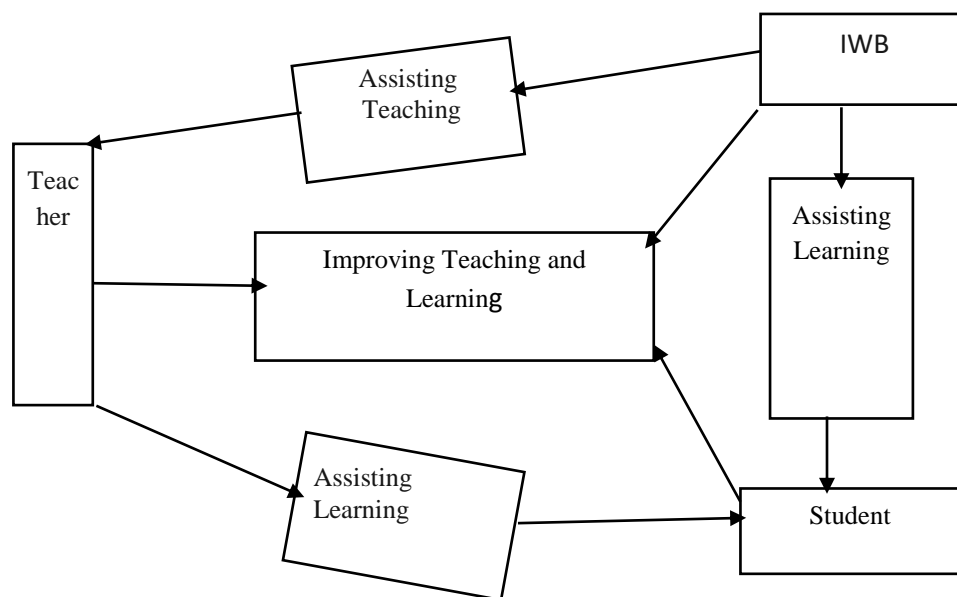 IWB
Assisting
Teaching
Teac
her
Improving Teaching and
Learning
Assisting
Learning
Assisting
Learning
Student